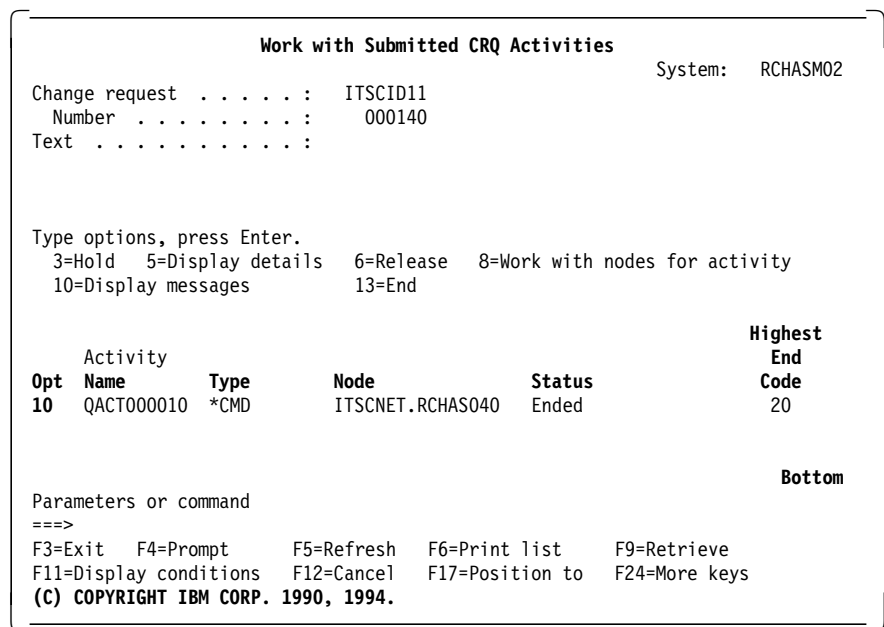 Work with Submitted CRQ Activities
System: RCHASM02
Change request . . . . . : ITSCID11
Number . . . . . . . . : 000140
Text . . . . . . . . . . :
Type options, press Enter.
3=Hold 5=Display details 6=Release 8=Work with nodes for activity
10=Display messages 13=End
Highest
Activity End
Opt Name Type Node Status Code
10 QACT000010 *CMD ITSCNET.RCHAS040 Ended 20
Bottom
Parameters or command
===>
F3=Exit F4=Prompt F5=Refresh F6=Print list F9=Retrieve
F11=Display conditions F12=Cancel F17=Position to F24=More keys
(C) COPYRIGHT IBM CORP. 1990, 1994.